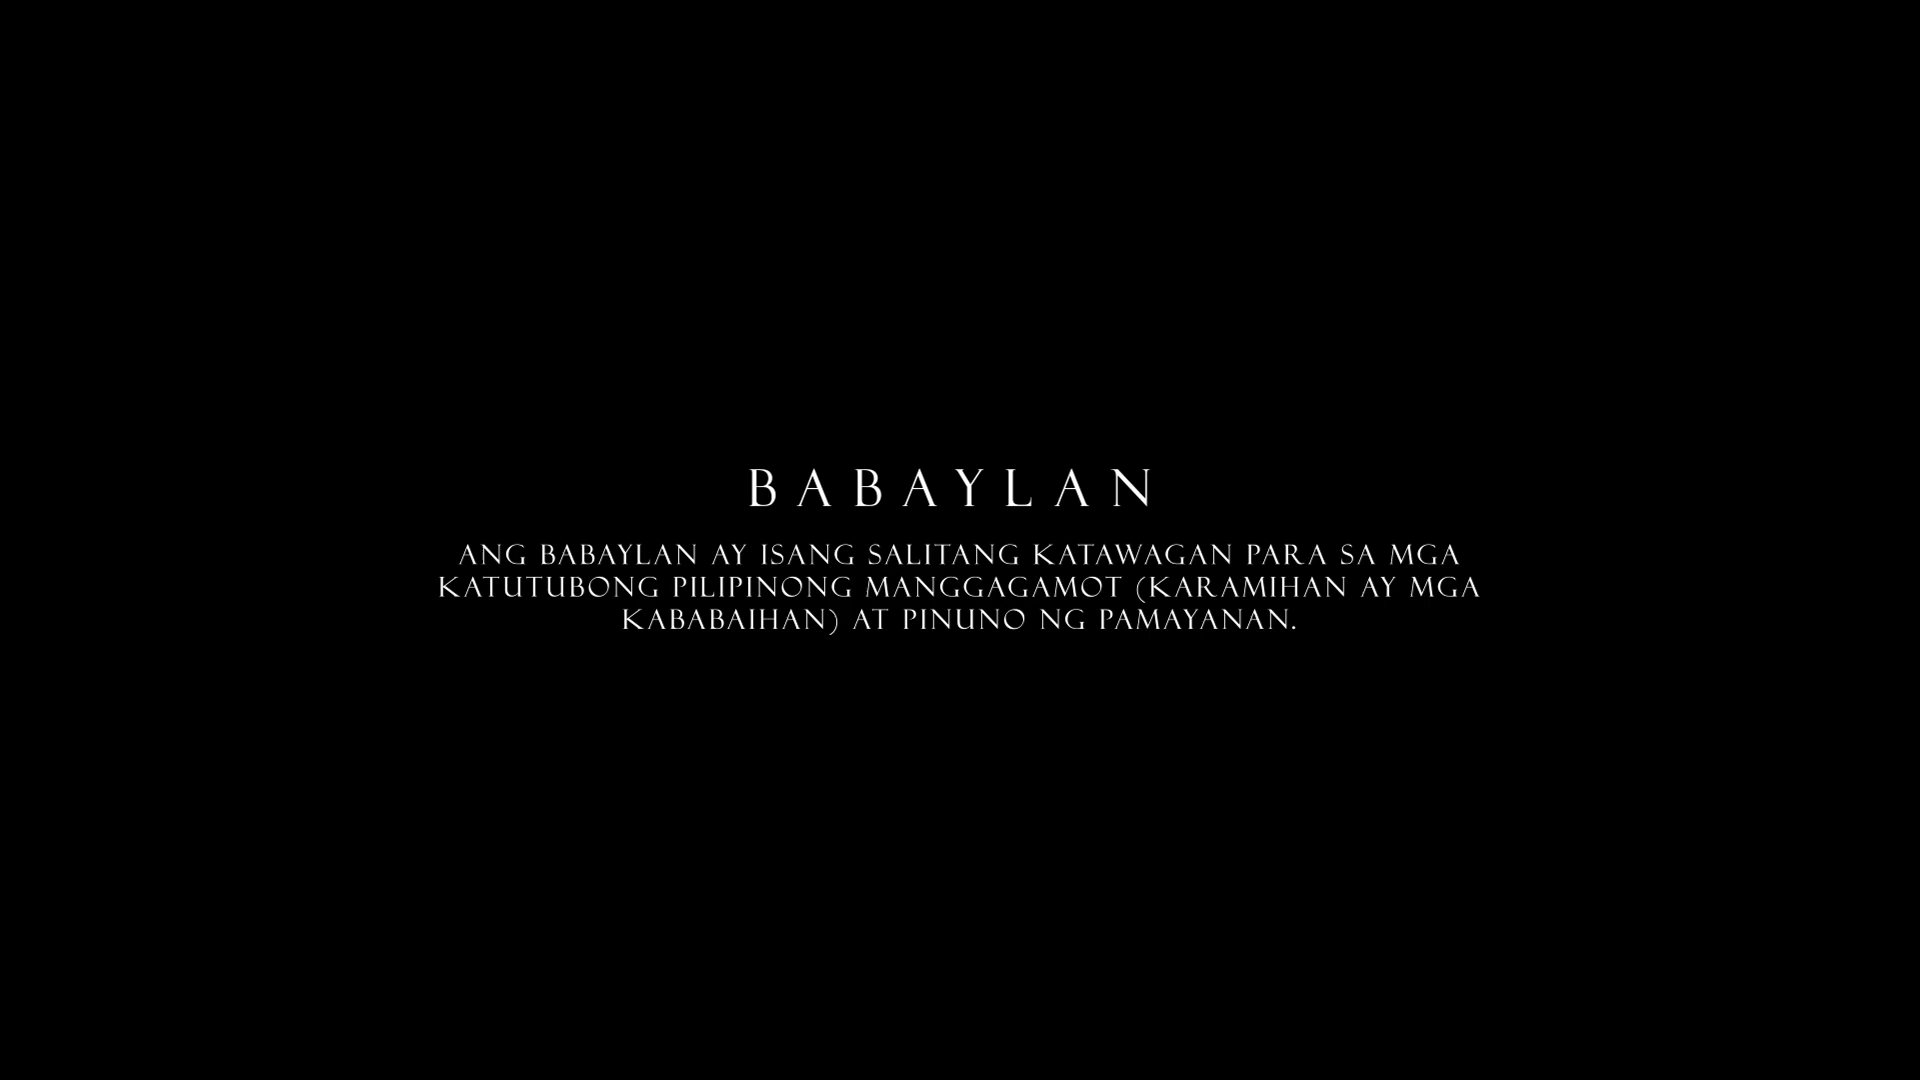 BABAYLAN
ANG BABAYLAN AY ISANG SALITANG KATAWAGAN PARA SA MGA
KATUTUBONG PILIPINONG MANGGAGAMOT (KARAMIHAN AY MGA
KABABAIHAN) AT PINUNO NG PAMAYANAN.